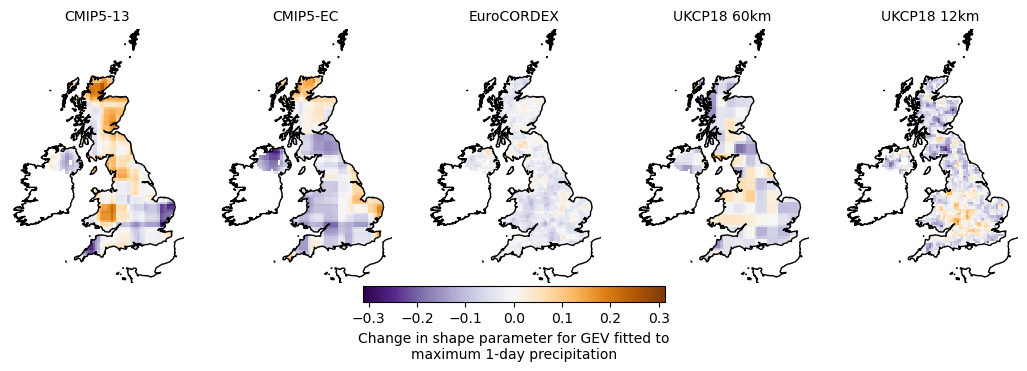 CMIP5-13
CMIP5-EC
EuroCORDEX
UKCP18 60km
UKCP18 12km
−0.3 −0.2 −0.1 0.0 0.1 0.2 0.3
Change in shape parameter for GEV fitted to
maximum 1-day precipitation